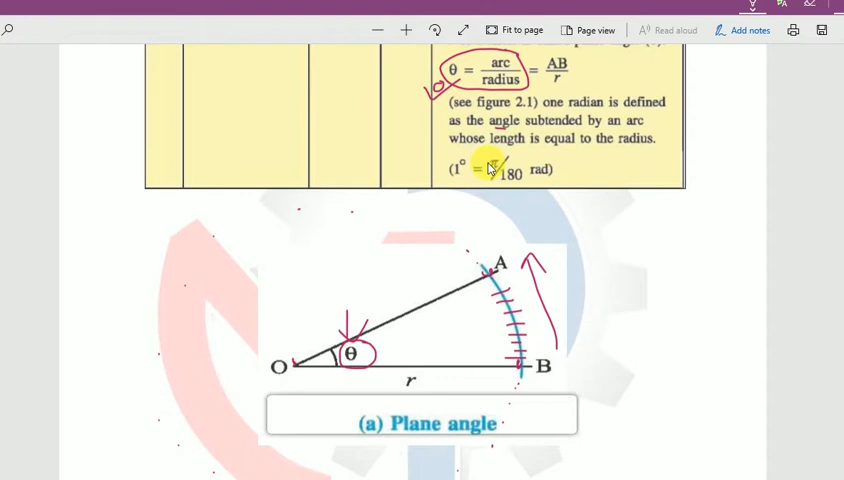 Fit to page
Page view
A))
Read aloud
Add notes
θ = arc / radius = AB / r
(see figure 2.1) one radian is defined
as the angle subtended by an arc
whose length is equal to the radius.
(1° = π/180 rad)
A
θ
O
B
r
(a) Plane angle